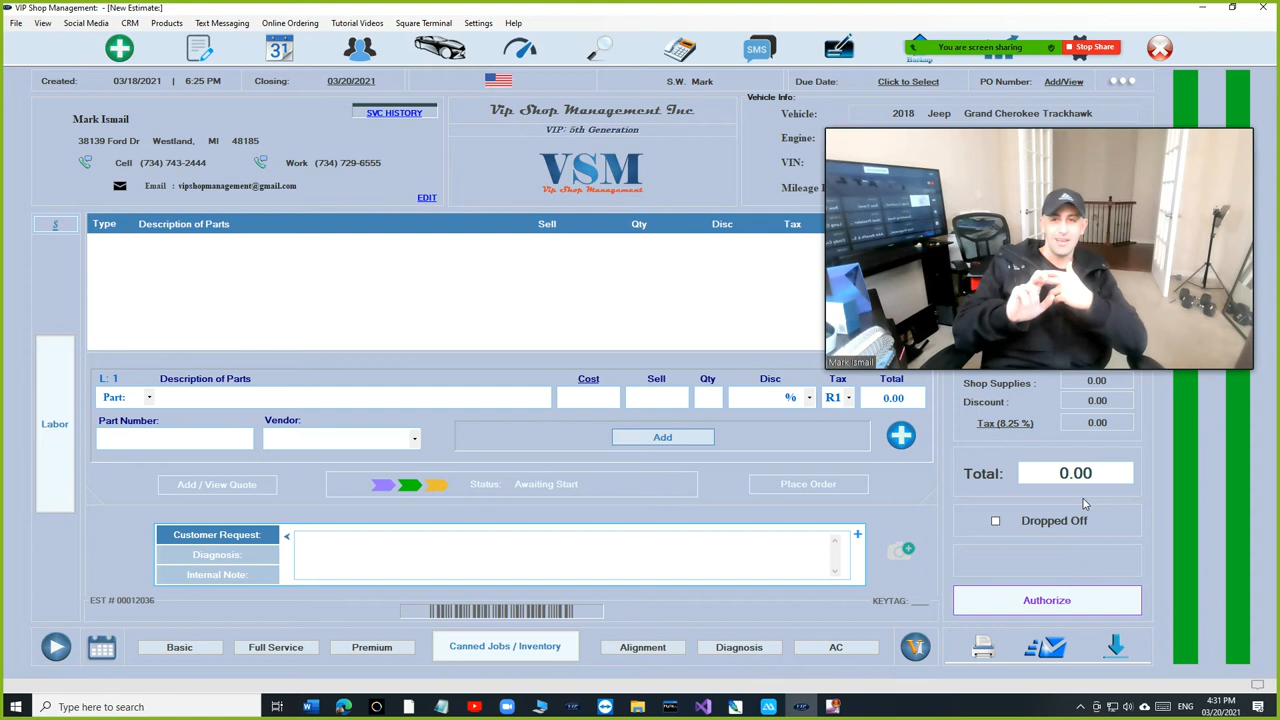 VIP Shop Management: - [New Estimate:]
File View Social Media CRM Products Text Messaging Online Ordering Tutorial Videos Square Terminal Settings Help
31 SMS Backup
You are screen sharing Stop Share
Created: 03/18/2021 | 6:25 PM Closing: 03/20/2021 S.W. Mark Due Date: Click to Select PO Number: Add/View
Mark Ismail
38139 Ford Dr Westland, MI 48185
Cell (734) 743-2444 Work (734) 729-6555
Email : vipshopmanagement@gmail.com
SVC HISTORY
EDIT
Vip Shop Management Inc
VIP: 5th Generation
VSM
Vip Shop Management
Vehicle Info:
Vehicle: 2018 Jeep Grand Cherokee Trackhawk
Engine:
VIN:
Mileage
Mark Ismail
$
Labor
Type Description of Parts Sell Qty Disc Tax
L: 1 Description of Parts Cost Sell Qty Disc Tax Total
Part: % R1 0.00
Part Number: Vendor:
Add
Add / View Quote Status: Awaiting Start Place Order
Customer Request: <
Diagnosis:
Internal Note:
EST # 00012036 KEYTAG: ___
Shop Supplies : 0.00
Discount : 0.00
Tax (8.25 %) 0.00
Total: 0.00
Dropped Off
Authorize
Basic Full Service Premium Canned Jobs / Inventory Alignment Diagnosis AC
Type here to search
ENG
4:31 PM
03/20/2021